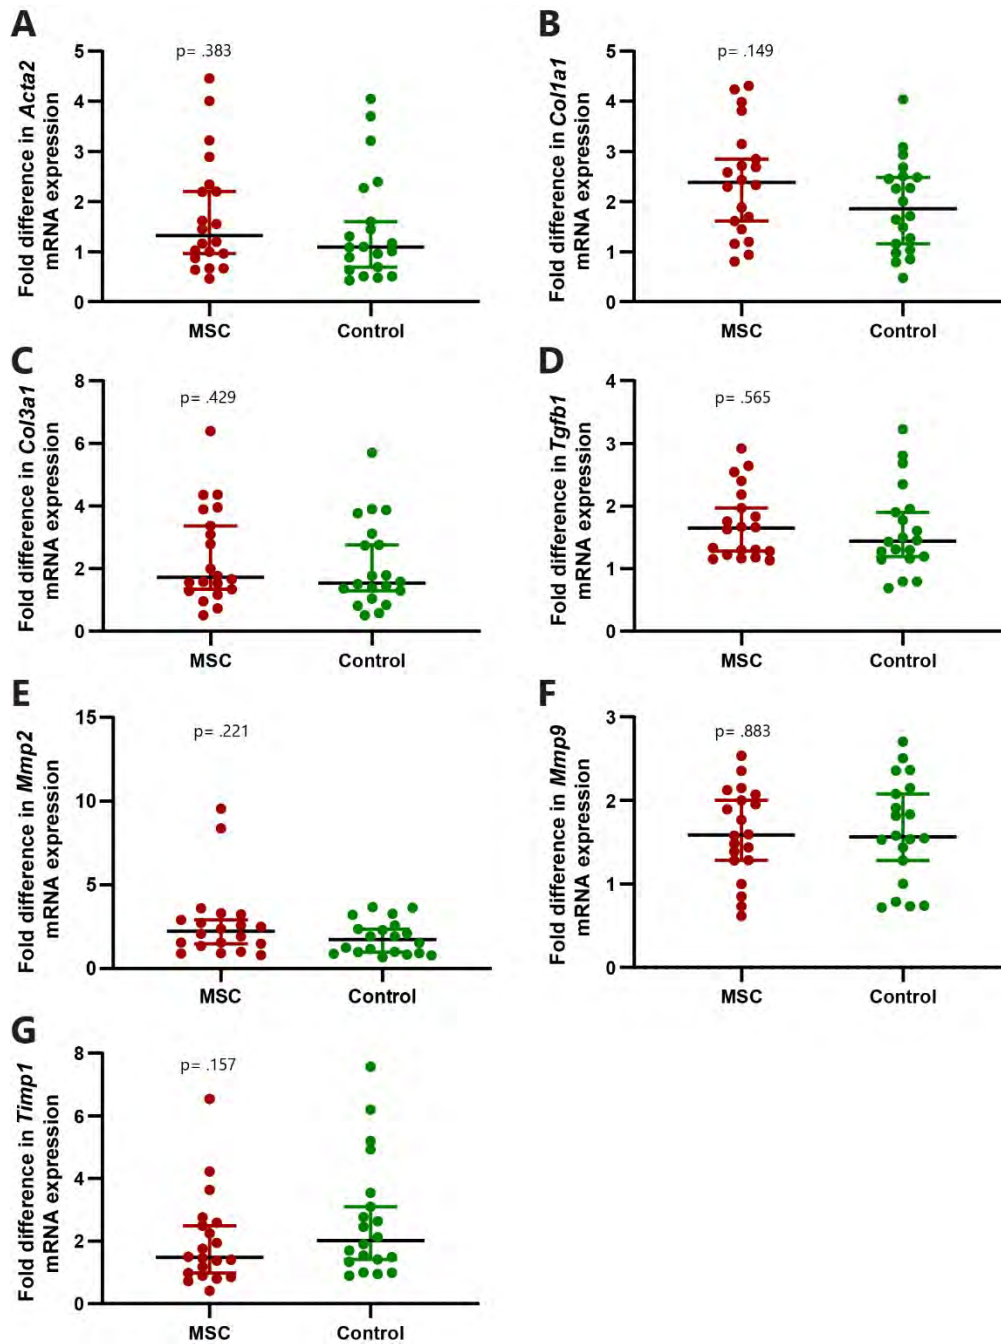 A
Fold difference in Acta2
mRNA expression
p= .383
5
4
3
2
1
0
MSC
Control
B
Fold difference in Col1a1
mRNA expression
p= .149
5
4
3
2
1
0
MSC
Control
C
Fold difference in Col3a1
mRNA expression
p= .429
8
6
4
2
0
MSC
Control
D
Fold difference in Tgfb1
mRNA expression
p= .565
4
3
2
1
0
MSC
Control
E
Fold difference in Mmp2
mRNA expression
p= .221
15
10
5
0
MSC
Control
F
Fold difference in Mmp9
mRNA expression
p= .883
3
2
1
0
MSC
Control
G
Fold difference in Timp1
mRNA expression
p= .157
8
6
4
2
0
MSC
Control